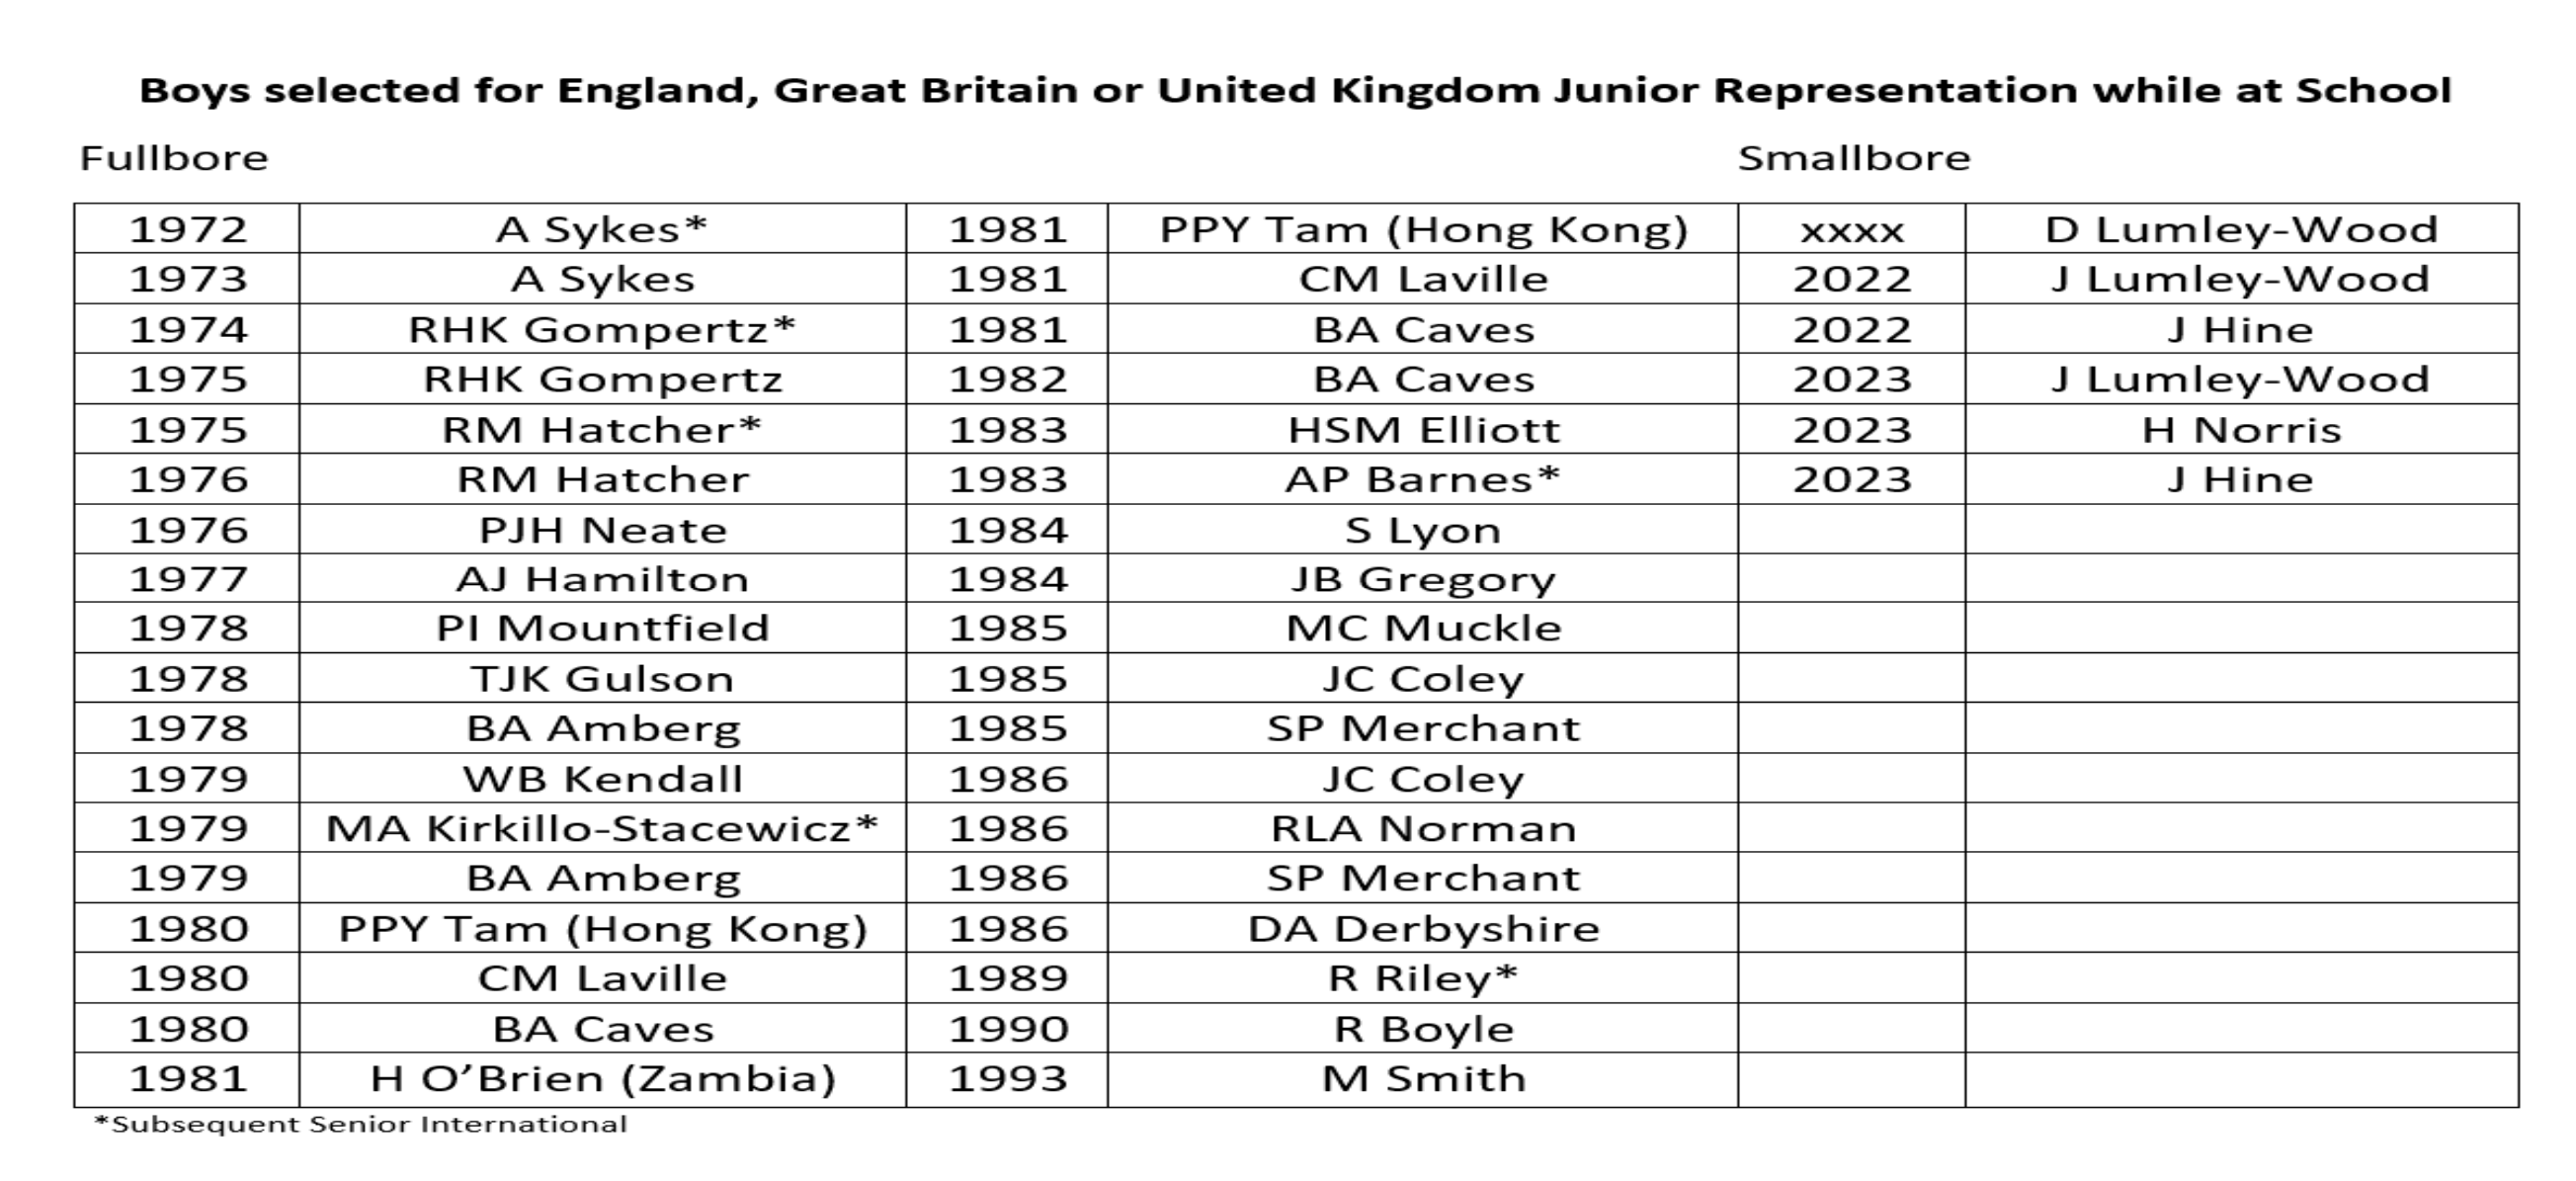 Boys selected for England, Great Britain or United Kingdom Junior Representation while at School
Fullbore Smallbore
1972 A Sykes* 1981 PPY Tam (Hong Kong) xxxx D Lumley-Wood
1973 A Sykes 1981 CM Laville 2022 J Lumley-Wood
1974 RHK Gompertz* 1981 BA Caves 2022 J Hine
1975 RHK Gompertz 1982 BA Caves 2023 J Lumley-Wood
1975 RM Hatcher* 1983 HSM Elliott 2023 H Norris
1976 RM Hatcher 1983 AP Barnes* 2023 J Hine
1976 PJH Neate 1984 S Lyon
1977 AJ Hamilton 1984 JB Gregory
1978 PI Mountfield 1985 MC Muckle
1978 TJK Gulson 1985 JC Coley
1978 BA Amberg 1985 SP Merchant
1979 WB Kendall 1986 JC Coley
1979 MA Kirkillo-Stacewicz* 1986 RLA Norman
1979 BA Amberg 1986 SP Merchant
1980 PPY Tam (Hong Kong) 1986 DA Derbyshire
1980 CM Laville 1989 R Riley*
1980 BA Caves 1990 R Boyle
1981 H O’Brien (Zambia) 1993 M Smith
*Subsequent Senior International